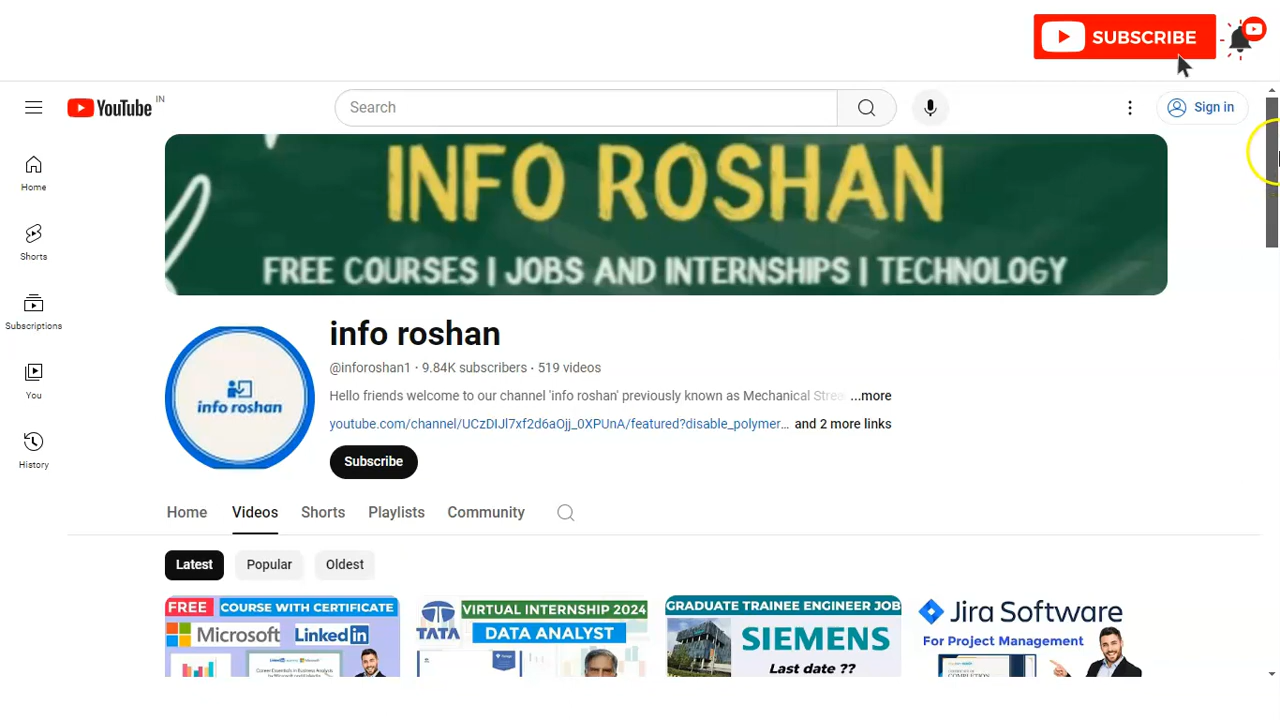 SUBSCRIBE
YouTube IN
Search
Sign in
INFO ROSHAN
FREE COURSES | JOBS AND INTERNSHIPS | TECHNOLOGY
Home
Shorts
Subscriptions
You
History
info roshan
info roshan
@inforoshan1 · 9.84K subscribers · 519 videos
Hello friends welcome to our channel 'info roshan' previously known as Mechanical Strea ...more
youtube.com/channel/UCzDIJl7xf2d6aOjj_0XPUnA/featured?disable_polymer... and 2 more links
Subscribe
Home Videos Shorts Playlists Community
Latest Popular Oldest
FREE COURSE WITH CERTIFICATE
Microsoft LinkedIn
VIRTUAL INTERNSHIP 2024
TATA DATA ANALYST
GRADUATE TRAINEE ENGINEER JOB
SIEMENS
Last date ??
Jira Software
For Project Management